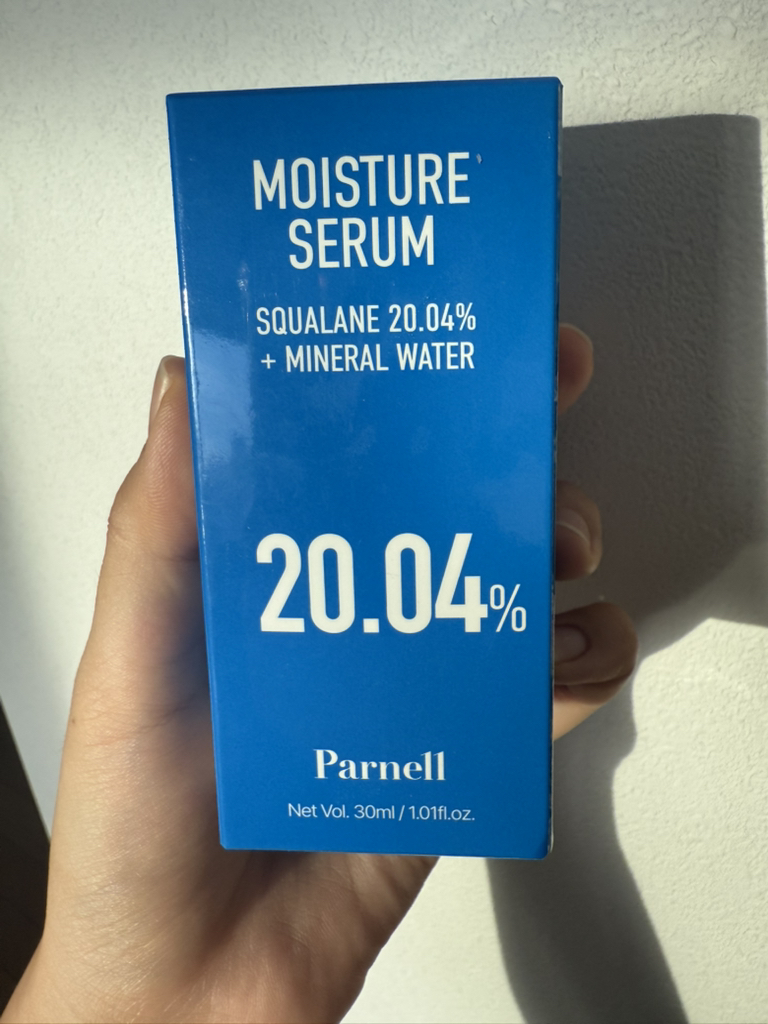 MOISTURE
SERUM
SQUALANE 20.04%
+ MINERAL WATER
20.04%
Parnell
Net Vol. 30ml / 1.01fl.oz.